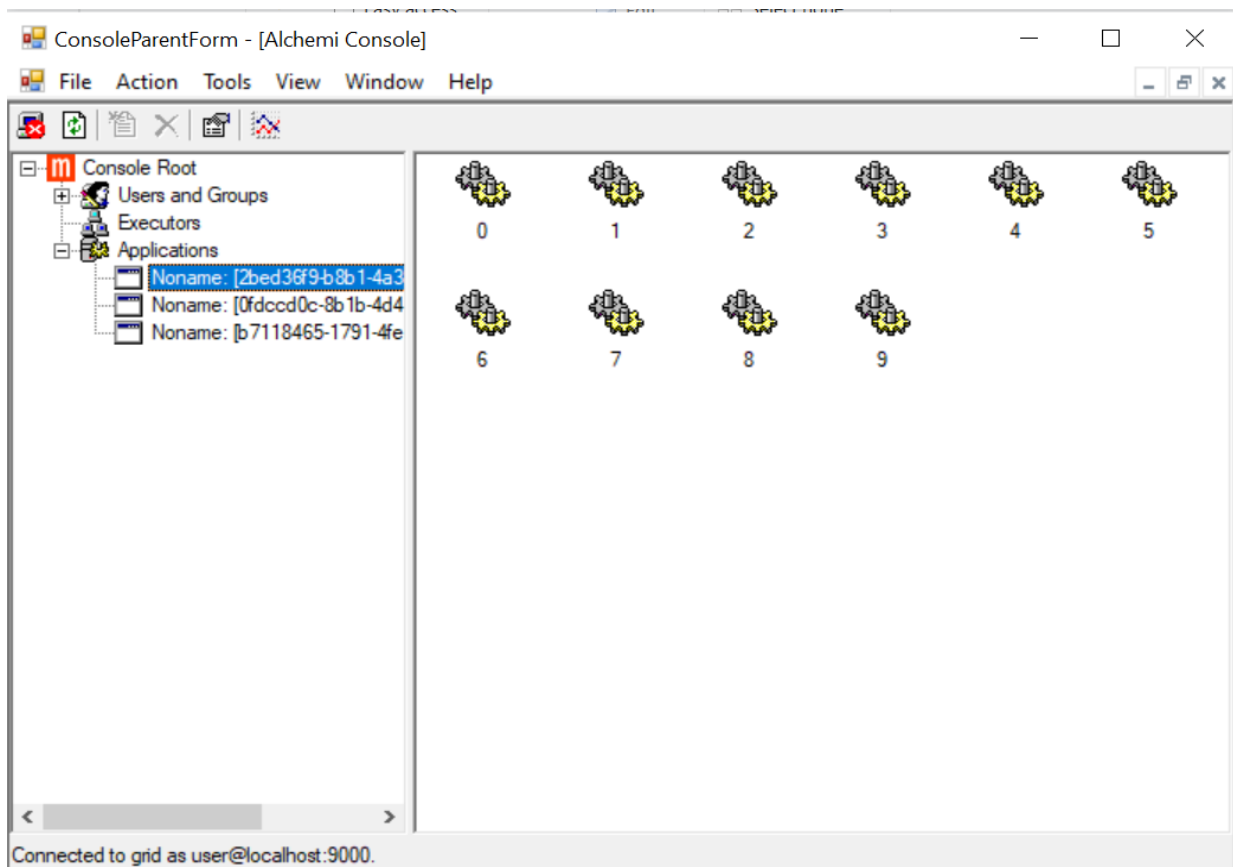 ConsoleParentForm - [Alchemi Console]
File Action Tools View Window Help
Console Root
Users and Groups
Executors
Applications
Noname: [2bed36f9-b8b1-4a3
Noname: [0fdccd0c-8b1b-4d4
Noname: [b7118465-1791-4fe
0 1 2 3 4 5
6 7 8 9
Connected to grid as user@localhost:9000.